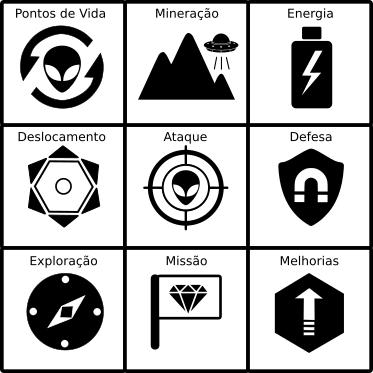 Pontos de Vida
Mineração
Energia
Deslocamento
Ataque
Defesa
Exploração
Missão
Melhorias